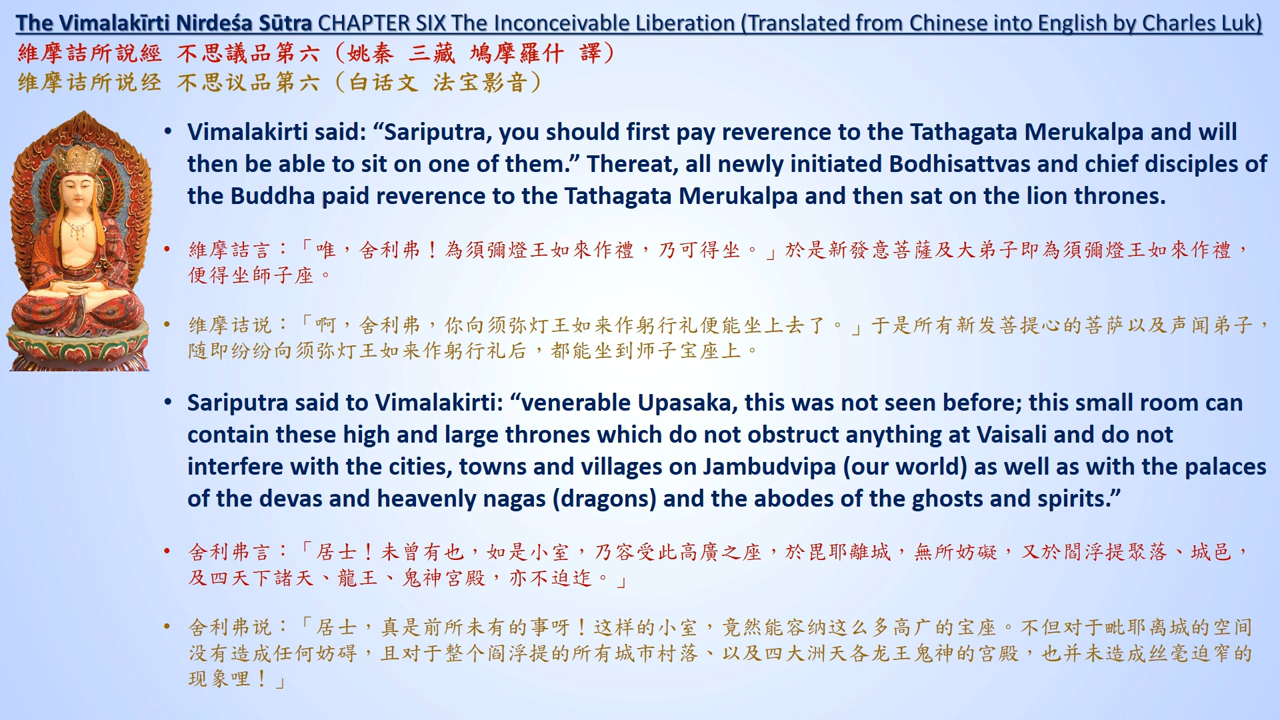 The Vimalakīrti Nirdeśa Sūtra CHAPTER SIX The Inconceivable Liberation (Translated from Chinese into English by Charles Luk)
維摩詰所說經 不思議品第六（姚秦 三藏 鳩摩羅什 譯）
维摩诘所说经 不思议品第六（白话文 法宝影音）
• Vimalakirti said: “Sariputra, you should first pay reverence to the Tathagata Merukalpa and will
then be able to sit on one of them.” Thereat, all newly initiated Bodhisattvas and chief disciples of
the Buddha paid reverence to the Tathagata Merukalpa and then sat on the lion thrones.
• 維摩詰言：「唯，舍利弗！為須彌燈王如來作禮，乃可得坐。」於是新發意菩薩及大弟子即為須彌燈王如來作禮，
便得坐師子座。
• 维摩诘说：「啊，舍利弗，你向须弥灯王如来作躬行礼便能坐上去了。」于是所有新发菩提心的菩萨以及声闻弟子，
随即纷纷向须弥灯王如来作躬行礼后，都能坐到师子宝座上。
• Sariputra said to Vimalakirti: “venerable Upasaka, this was not seen before; this small room can
contain these high and large thrones which do not obstruct anything at Vaisali and do not
interfere with the cities, towns and villages on Jambudvipa (our world) as well as with the palaces
of the devas and heavenly nagas (dragons) and the abodes of the ghosts and spirits.”
• 舍利弗言：「居士！未曾有也，如是小室，乃容受此高廣之座，於毘耶離城，無所妨礙，又於閻浮提聚落、城邑，
及四天下諸天、龍王、鬼神宮殿，亦不迫迮。」
• 舍利弗说：「居士，真是前所未有的事呀！这样的小室，竟然能容纳这么多高广的宝座。不但对于毗耶离城的空间
没有造成任何妨碍，且对于整个阎浮提的所有城市村落、以及四大洲天各龙王鬼神的宫殿，也并未造成丝毫迫窄的
现象哩！」